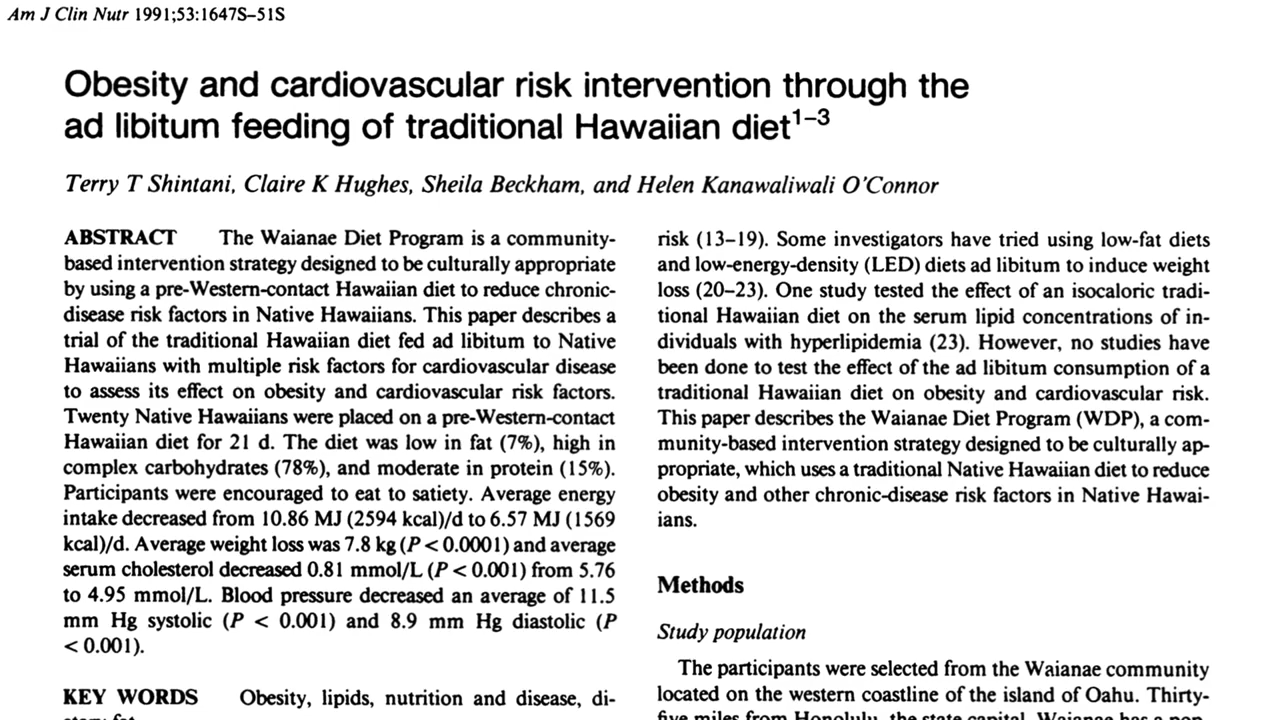 Am J Clin Nutr 1991;53:1647S–51S
Obesity and cardiovascular risk intervention through the
ad libitum feeding of traditional Hawaiian diet1–3
Terry T Shintani, Claire K Hughes, Sheila Beckham, and Helen Kanawaliwali O'Connor
ABSTRACT The Waianae Diet Program is a community-
based intervention strategy designed to be culturally appropriate
by using a pre-Western-contact Hawaiian diet to reduce chronic-
disease risk factors in Native Hawaiians. This paper describes a
trial of the traditional Hawaiian diet fed ad libitum to Native
Hawaiians with multiple risk factors for cardiovascular disease
to assess its effect on obesity and cardiovascular risk factors.
Twenty Native Hawaiians were placed on a pre-Western-contact
Hawaiian diet for 21 d. The diet was low in fat (7%), high in
complex carbohydrates (78%), and moderate in protein (15%).
Participants were encouraged to eat to satiety. Average energy
intake decreased from 10.86 MJ (2594 kcal)/d to 6.57 MJ (1569
kcal)/d. Average weight loss was 7.8 kg (P < 0.0001) and average
serum cholesterol decreased 0.81 mmol/L (P < 0.001) from 5.76
to 4.95 mmol/L. Blood pressure decreased an average of 11.5
mm Hg systolic (P < 0.001) and 8.9 mm Hg diastolic (P
< 0.001).
KEY WORDS Obesity, lipids, nutrition and disease, di-
etary fat
risk (13–19). Some investigators have tried using low-fat diets
and low-energy-density (LED) diets ad libitum to induce weight
loss (20–23). One study tested the effect of an isocaloric tradi-
tional Hawaiian diet on the serum lipid concentrations of in-
dividuals with hyperlipidemia (23). However, no studies have
been done to test the effect of the ad libitum consumption of a
traditional Hawaiian diet on obesity and cardiovascular risk.
This paper describes the Waianae Diet Program (WDP), a com-
munity-based intervention strategy designed to be culturally ap-
propriate, which uses a traditional Native Hawaiian diet to reduce
obesity and other chronic-disease risk factors in Native Hawai-
ians.
Methods
Study population
The participants were selected from the Waianae community
located on the western coastline of the island of Oahu. Thirty-
five miles from Honolulu, the state capital, Waianae has a pop-